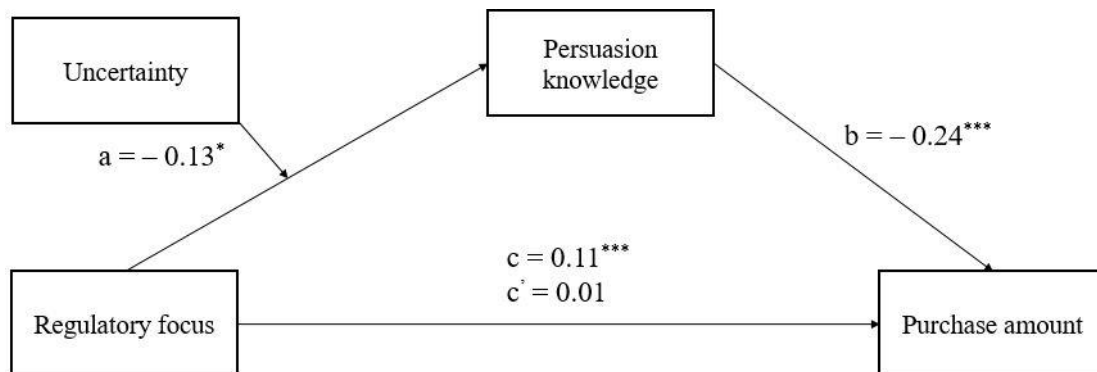 Uncertainty
Persuasion
knowledge
a = – 0.13*
b = – 0.24***
c = 0.11***
c’ = 0.01
Regulatory focus
Purchase amount